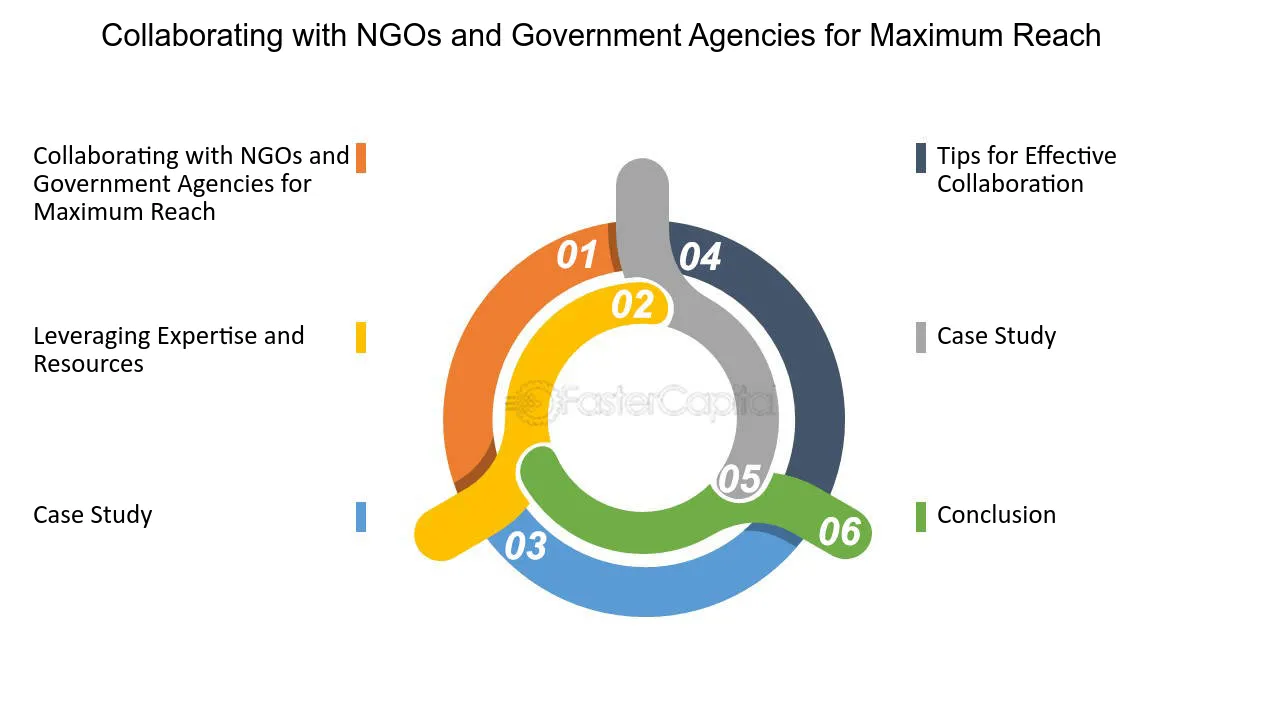 Collaborating with NGOs and Government Agencies for Maximum Reach
Collaborating with NGOs and
Government Agencies for
Maximum Reach
Leveraging Expertise and
Resources
Case Study
01
02
03
04
05
06
FasterCapital
Tips for Effective
Collaboration
Case Study
Conclusion